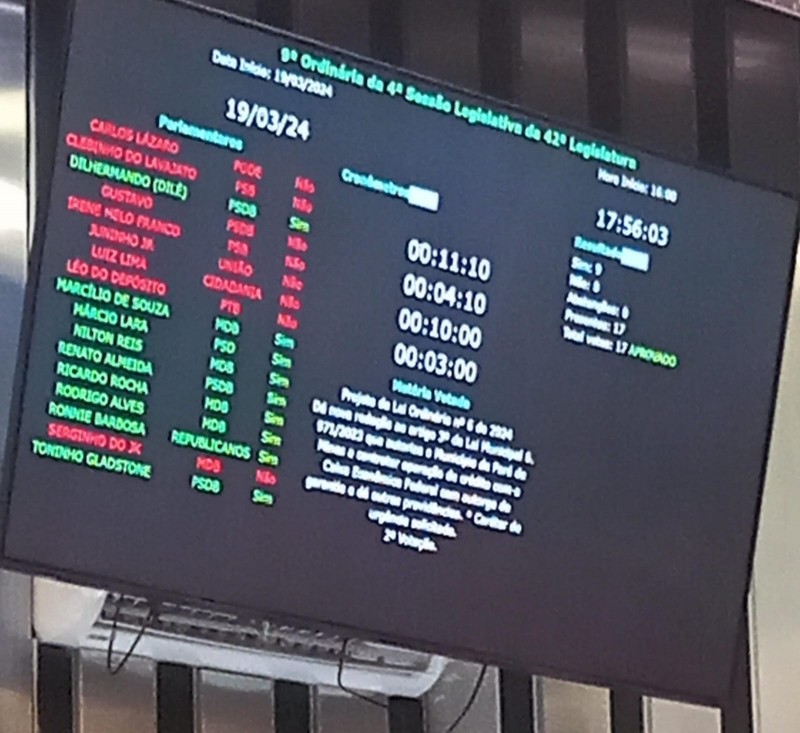 9ª Ordinária da 4ª Sessão Legislativa da 42ª Legislatura
Data Início: 19/03/2024
Hora Início: 16:00
19/03/24
17:56:03
Parlamentares
CARLOS LÁZARO PODE Não
CLEBINHO DO LAVAJATO PSB Não
DILHERMANDO (DILÉ) PSDB Sim
GUSTAVO PSDB Não
IRENE MELO FRANCO PSB Não
JUNINHO UNIÃO Não
LUIZ LIMA CIDADANIA Não
LÉO DO DEPÓSITO PTB Não
MARCÍLIO DE SOUZA MDB Sim
MÁRCIO LARA PSD Sim
NILTON REIS MDB Sim
RENATO ALMEIDA PSDB Sim
RICARDO ROCHA MDB Sim
RODRIGO ALVES MDB Sim
RONNIE BARBOSA REPUBLICANOS Sim
SERGINHO DO JK MDB Não
TONINHO GLADSTONE PSDB Sim
Cronômetros
00:11:10
00:04:10
00:10:00
00:03:00
Matéria Votada
Projeto de Lei Ordinária nº 6 de 2024
Dá nova redação ao artigo 3º da Lei Municipal 6.
971/2023 que autoriza o Município de Pará de
Minas a contratar operação de crédito com a
Caixa Econômica Federal com outorga de
garantia e dá outras providências. * Caráter de
urgência solicitado.
2ª Votação.
Resultado
Sim: 9
Não: 8
Abstenções: 0
Presentes: 17
Total votos: 17 APROVADO